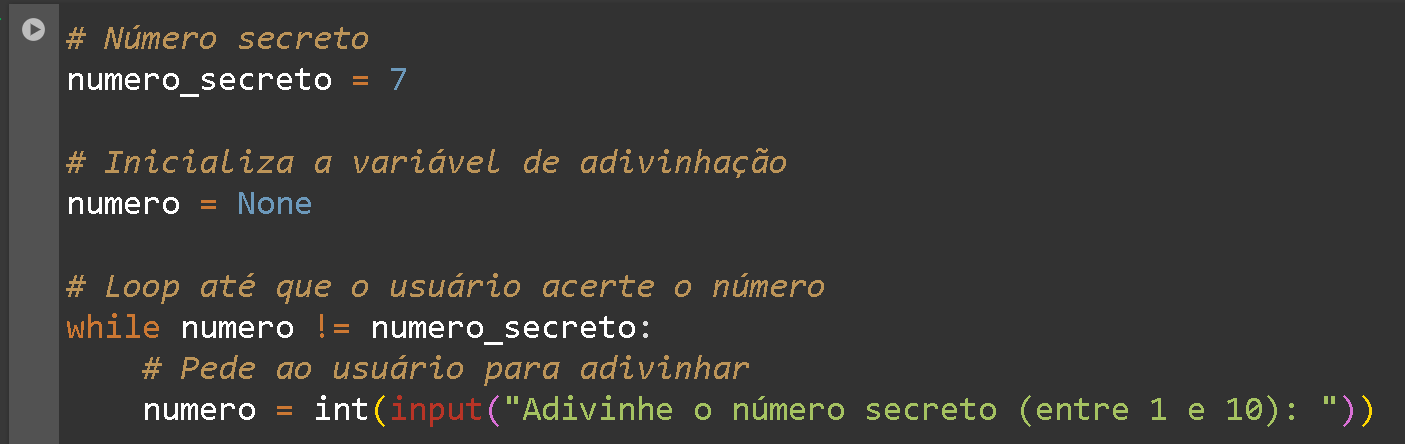 # Número secreto
numero_secreto = 7
# Inicializa a variável de adivinhação
numero = None
# Loop até que o usuário acerte o número
while numero != numero_secreto:
# Pede ao usuário para adivinhar
numero = int(input("Adivinhe o número secreto (entre 1 e 10): "))